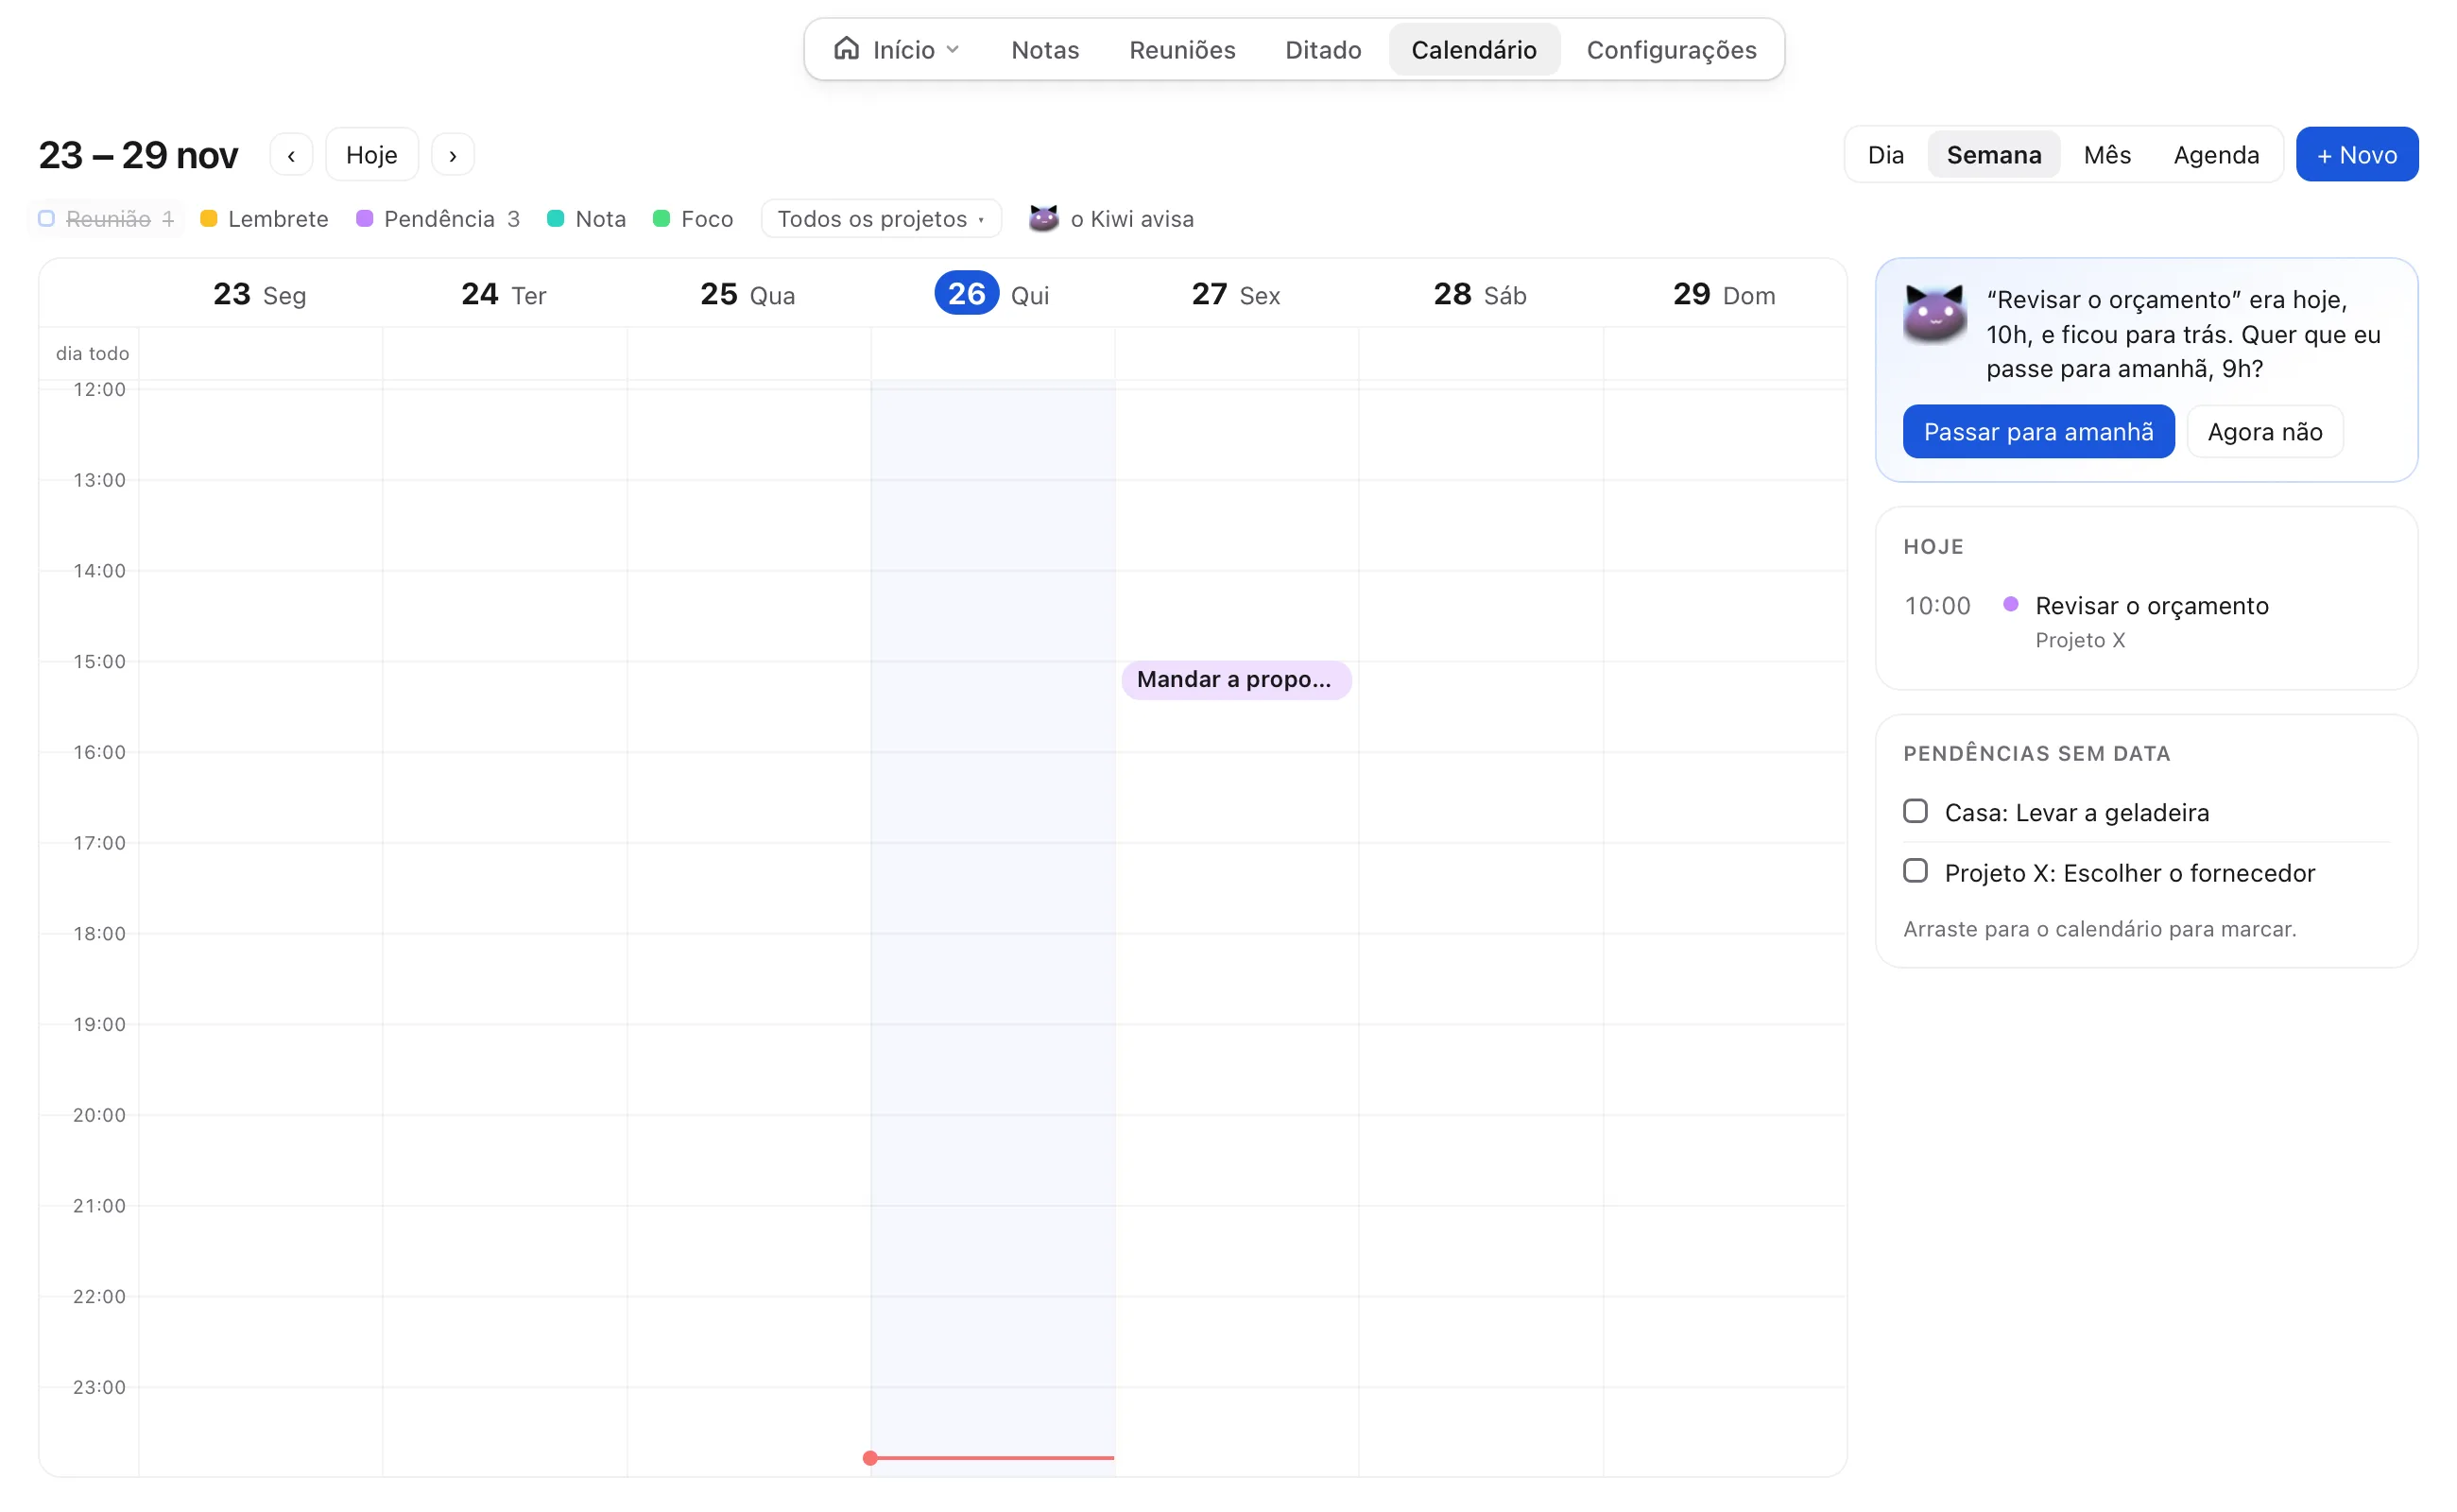 Início Notas Reuniões Ditado Calendário Configurações
23 – 29 nov ‹ Hoje › Dia Semana Mês Agenda + Novo
Reunião 1 Lembrete Pendência 3 Nota Foco Todos os projetos o Kiwi avisa
23 Seg 24 Ter 25 Qua 26 Qui 27 Sex 28 Sáb 29 Dom
dia todo
12:00
13:00
14:00
15:00
Mandar a propo...
16:00
17:00
18:00
19:00
20:00
21:00
22:00
23:00
“Revisar o orçamento” era hoje,
10h, e ficou para trás. Quer que eu
passe para amanhã, 9h?
Passar para amanhã Agora não
HOJE
10:00 Revisar o orçamento
Projeto X
PENDÊNCIAS SEM DATA
Casa: Levar a geladeira
Projeto X: Escolher o fornecedor
Arraste para o calendário para marcar.